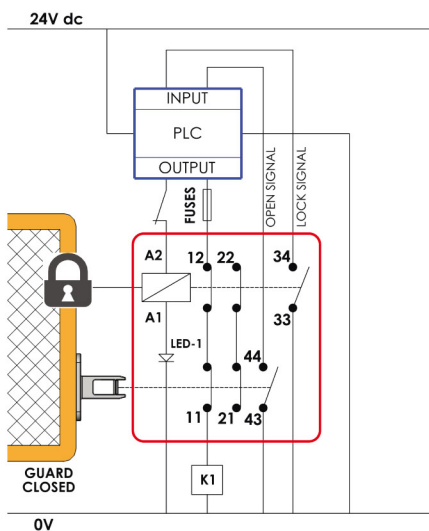 24V dc
INPUT
PLC
OUTPUT
FUSES
OPEN SIGNAL
LOCK SIGNAL
A2
12
22
34
A1
33
LED-1
44
11
21
43
K1
GUARD
CLOSED
0V